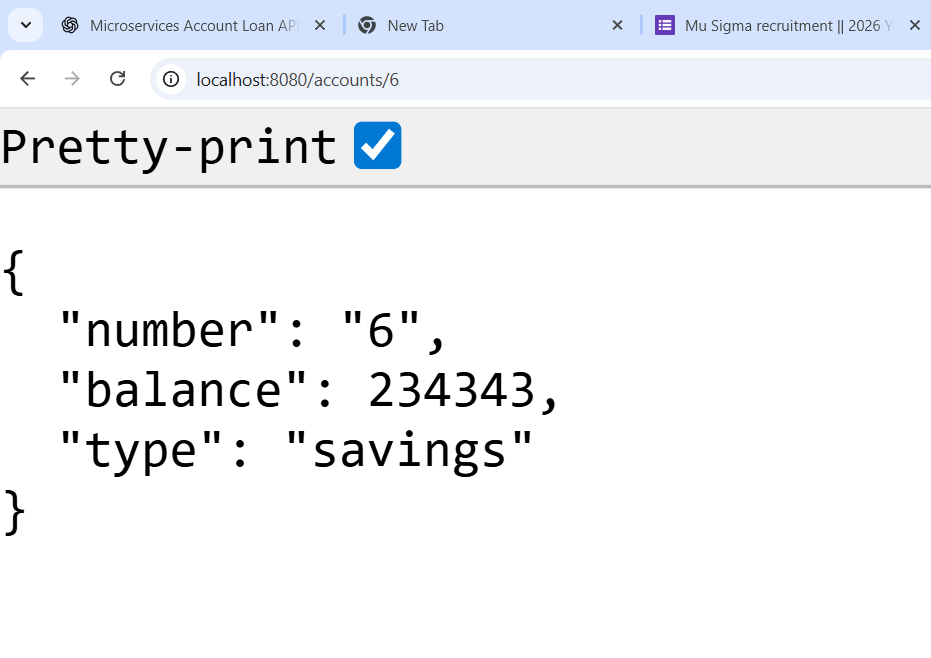 Microservices Account Loan API
New Tab
Mu Sigma recruitment || 2026 Y
localhost:8080/accounts/6
Pretty-print
{
"number": "6",
"balance": 234343,
"type": "savings"
}